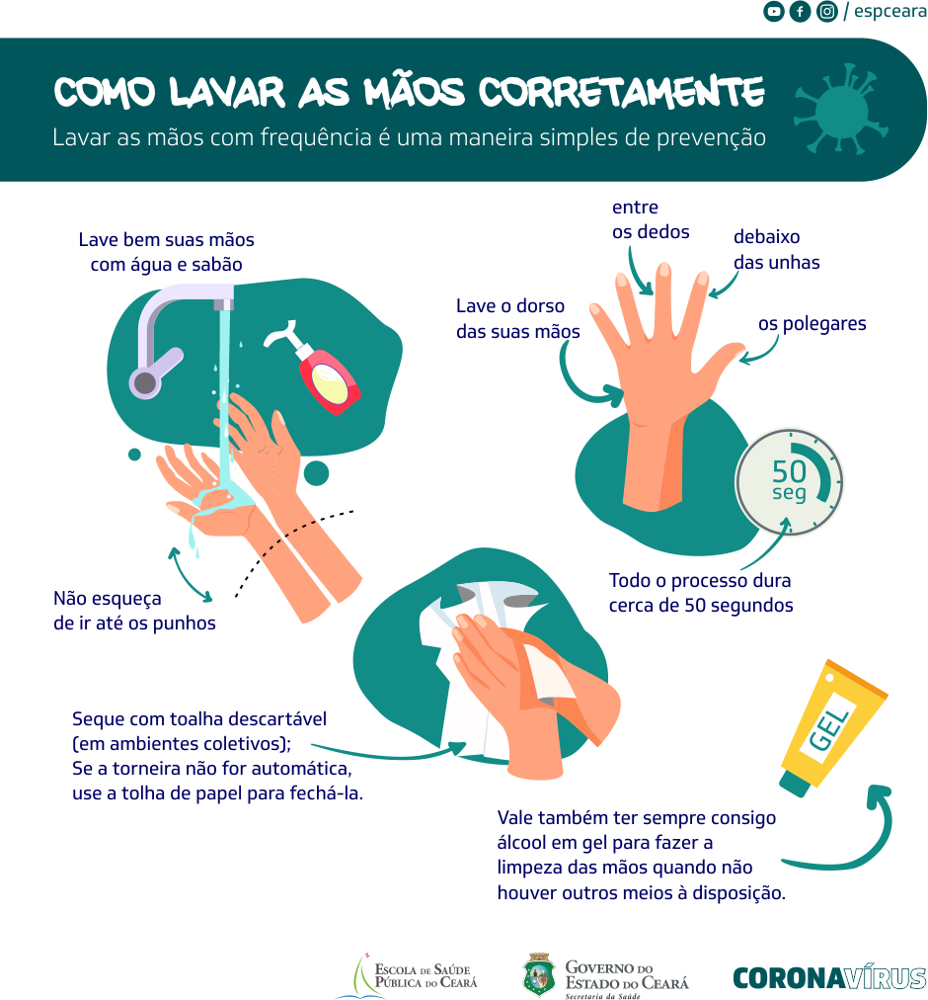 / espceara
COMO LAVAR AS MÃOS CORRETAMENTE
Lavar as mãos com frequência é uma maneira simples de prevenção
Lave bem suas mãos
com água e sabão
entre
os dedos
debaixo
das unhas
Lave o dorso
das suas mãos
os polegares
50
seg
Todo o processo dura
cerca de 50 segundos
Não esqueça
de ir até os punhos
Seque com toalha descartável
(em ambientes coletivos);
Se a torneira não for automática,
use a tolha de papel para fechá-la.
GEL
Vale também ter sempre consigo
álcool em gel para fazer a
limpeza das mãos quando não
houver outros meios à disposição.
ESCOLA DE SAÚDE
PÚBLICA DO CEARÁ
GOVERNO DO
ESTADO DO CEARÁ
Secretaria da Saúde
CORONAVÍRUS